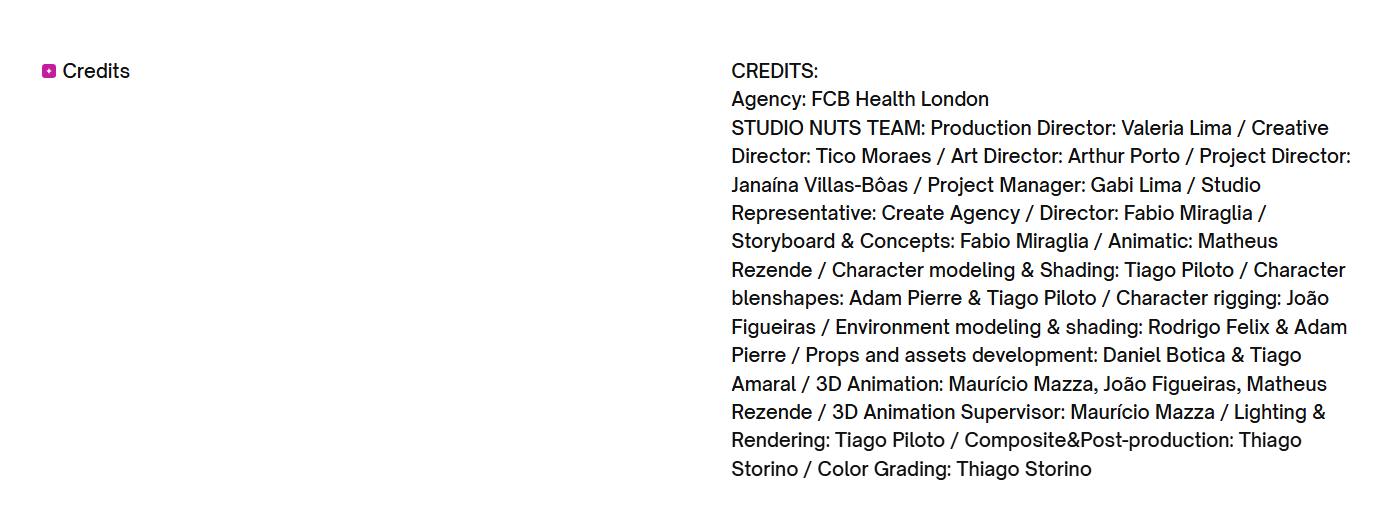 Credits
CREDITS:
Agency: FCB Health London
STUDIO NUTS TEAM: Production Director: Valeria Lima / Creative
Director: Tico Moraes / Art Director: Arthur Porto / Project Director:
Janaína Villas-Bôas / Project Manager: Gabi Lima / Studio
Representative: Create Agency / Director: Fabio Miraglia /
Storyboard & Concepts: Fabio Miraglia / Animatic: Matheus
Rezende / Character modeling & Shading: Tiago Piloto / Character
blenshapes: Adam Pierre & Tiago Piloto / Character rigging: João
Figueiras / Environment modeling & shading: Rodrigo Felix & Adam
Pierre / Props and assets development: Daniel Botica & Tiago
Amaral / 3D Animation: Maurício Mazza, João Figueiras, Matheus
Rezende / 3D Animation Supervisor: Maurício Mazza / Lighting &
Rendering: Tiago Piloto / Composite&Post-production: Thiago
Storino / Color Grading: Thiago Storino